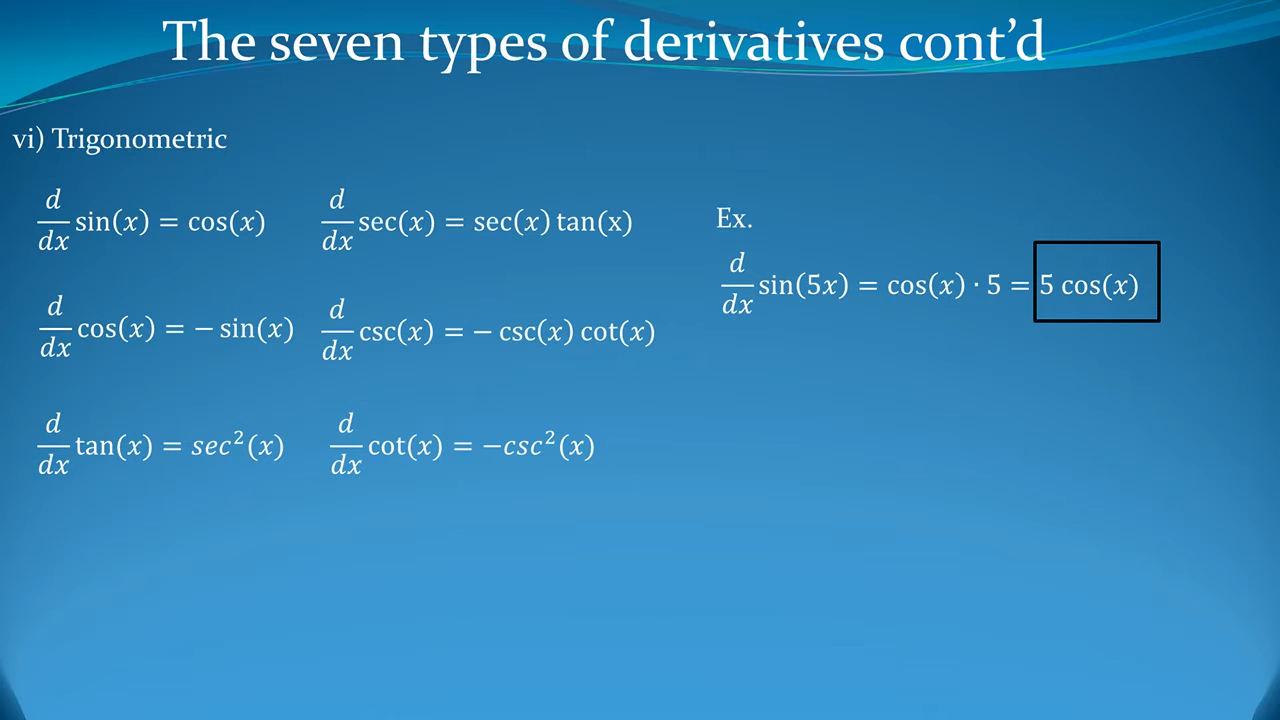 The seven types of derivatives cont’d
vi) Trigonometric
d/dx sin(x) = cos(x)
d/dx sec(x) = sec(x) tan(x)
Ex.
d/dx sin(5x) = cos(x) · 5 = 5 cos(x)
d/dx cos(x) = − sin(x)
d/dx csc(x) = − csc(x) cot(x)
d/dx tan(x) = sec²(x)
d/dx cot(x) = −csc²(x)